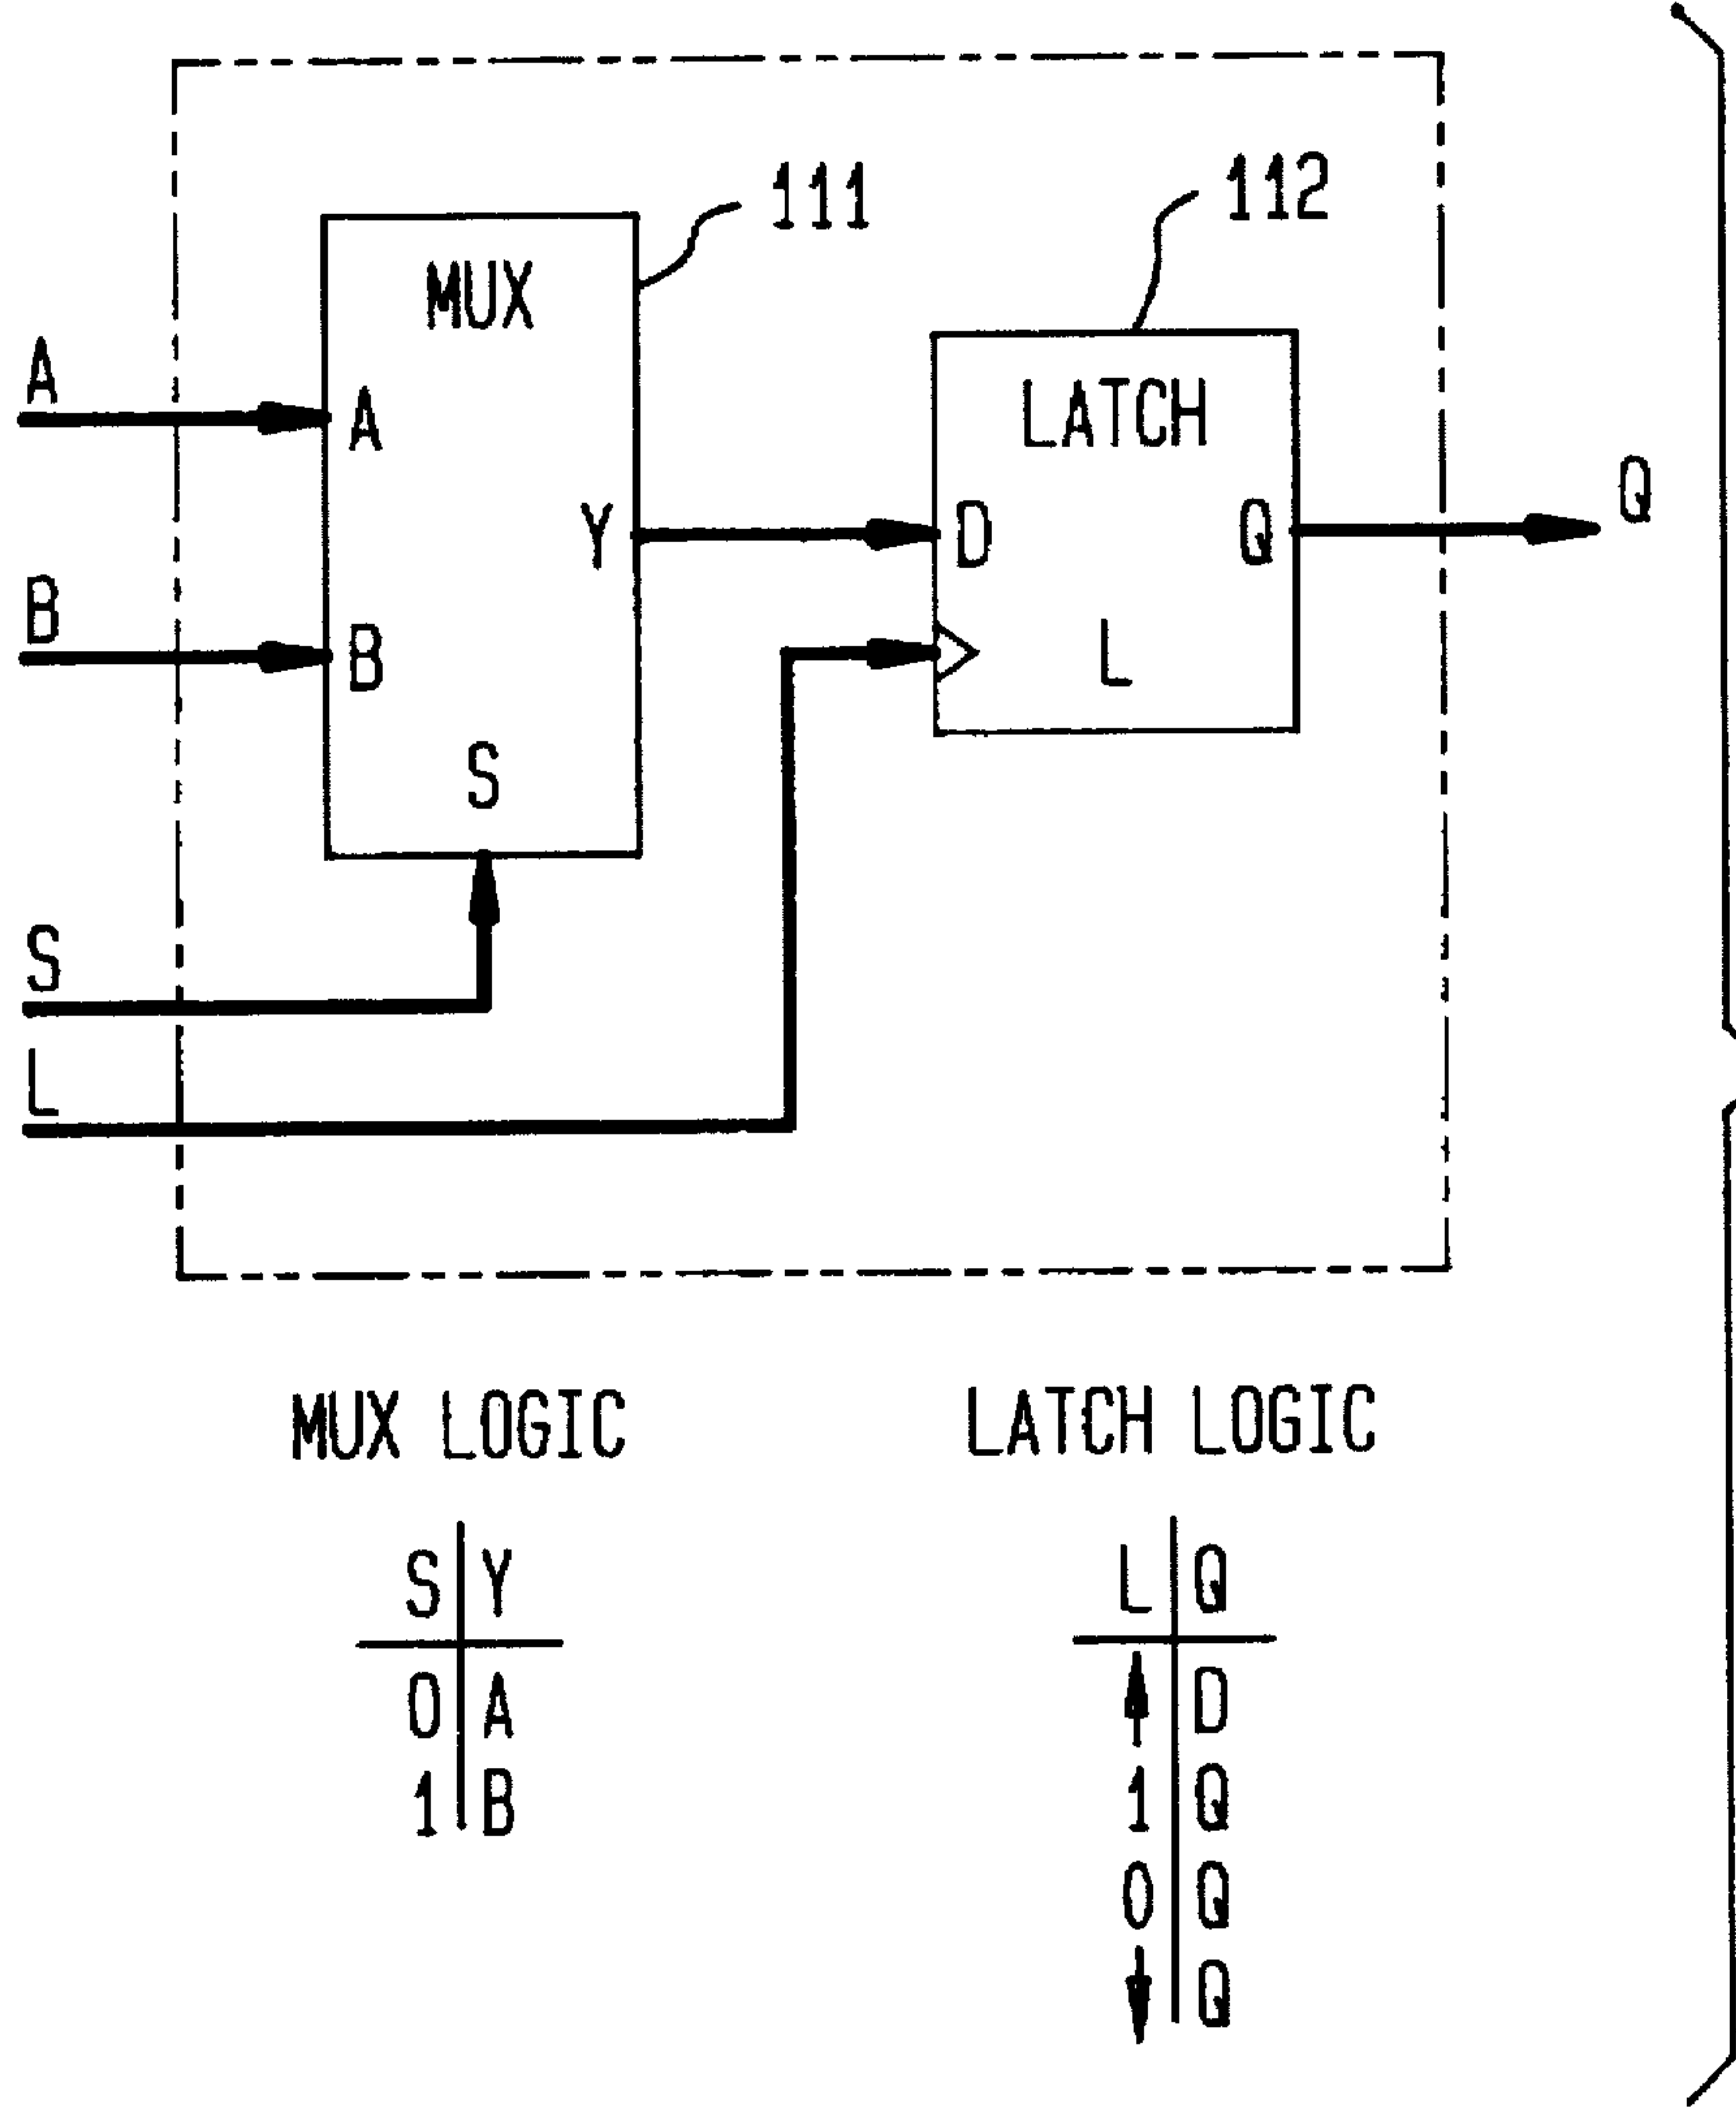 111
112
MUX
A
A
LATCH
Y
D
Q
Q
B
B
L
S
S
L
MUX LOGIC
LATCH LOGIC
S Y
0 A
1 B
L Q
↑ D
1 Q
0 Q
↓ Q